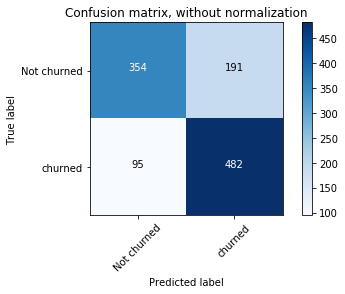 Confusion matrix, without normalization
True label
Not churned
churned
354
191
95
482
Not churned
churned
Predicted label
450
400
350
300
250
200
150
100